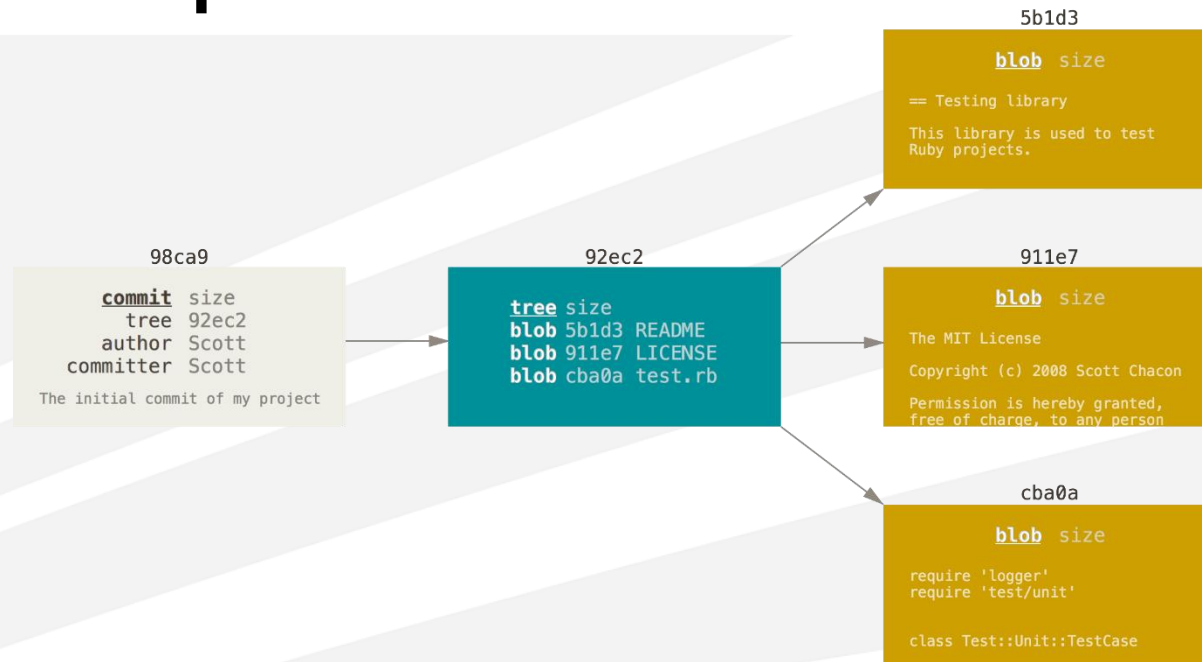 98ca9
commit size
tree 92ec2
author Scott
committer Scott
The initial commit of my project
92ec2
tree size
blob 5b1d3 README
blob 911e7 LICENSE
blob cba0a test.rb
5b1d3
blob size
== Testing library
This library is used to test
Ruby projects.
911e7
blob size
The MIT License
Copyright (c) 2008 Scott Chacon
Permission is hereby granted,
free of charge, to any person
cba0a
blob size
require 'logger'
require 'test/unit'
class Test::Unit::TestCase